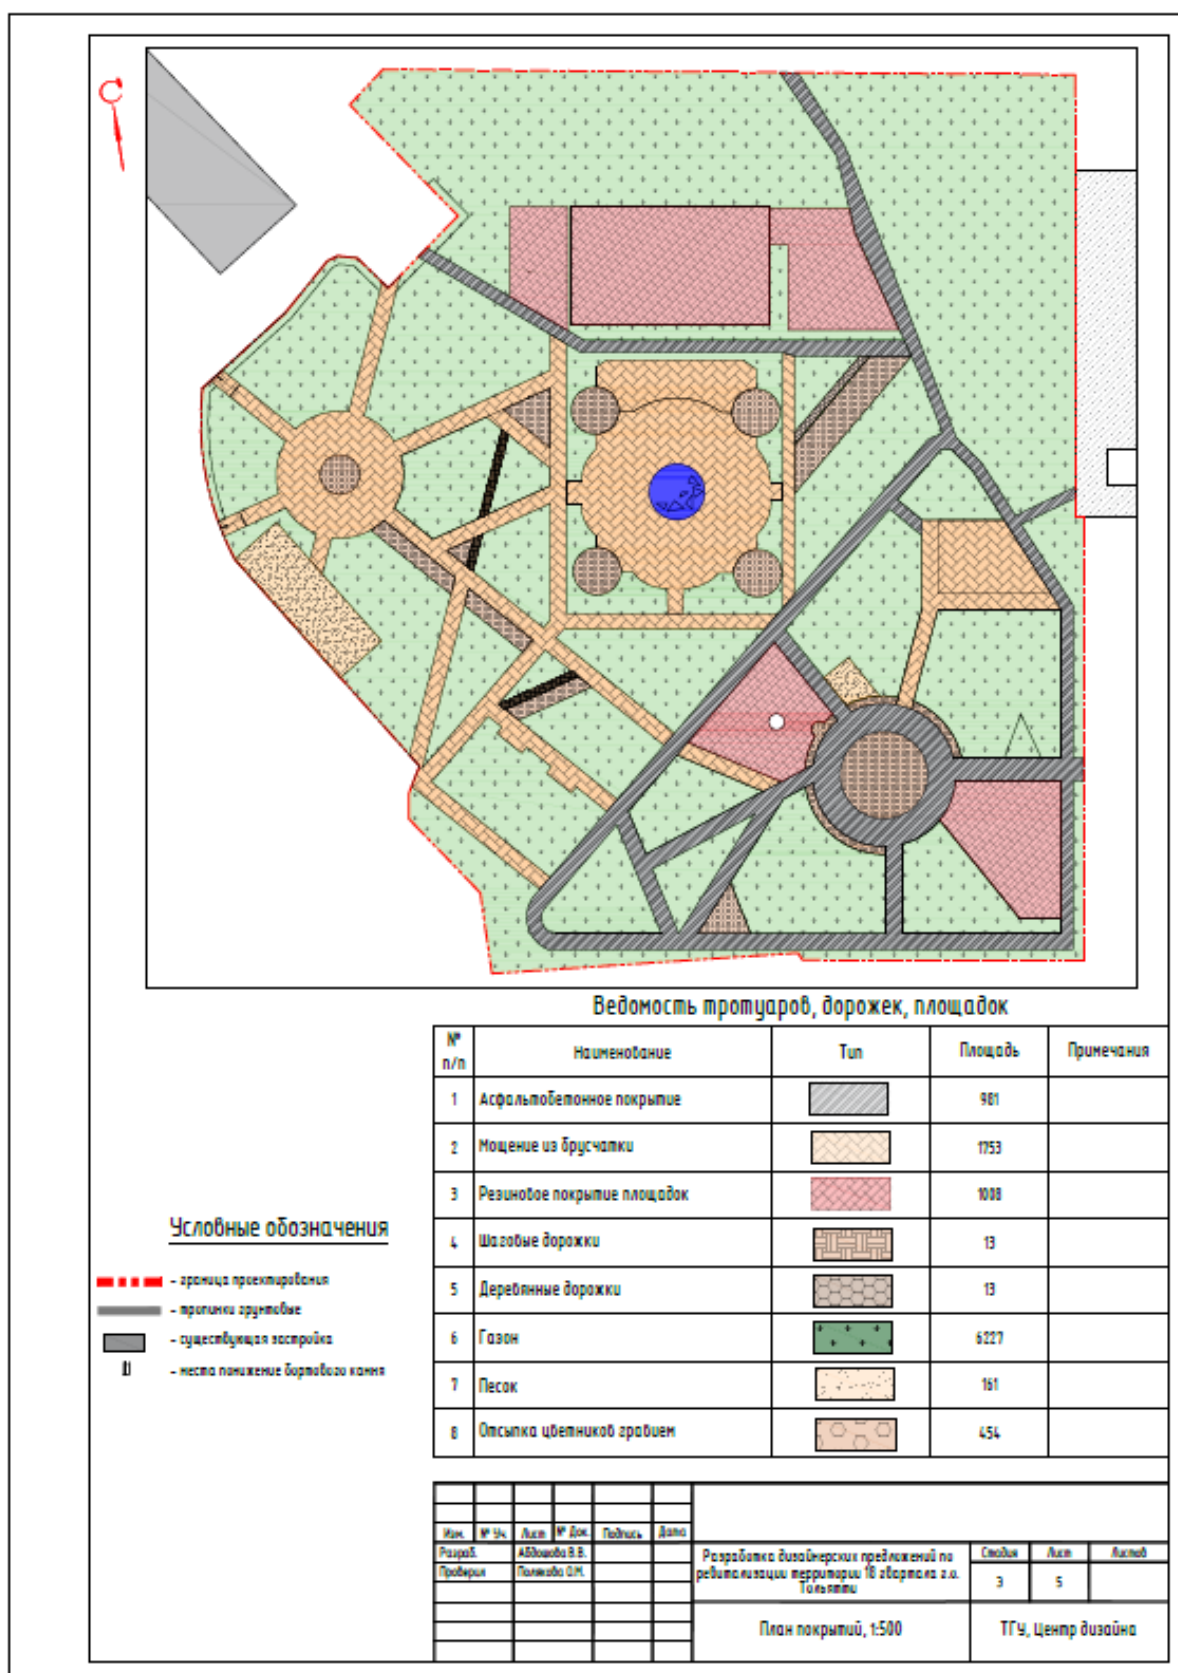 Ведомость тротуаров, дорожек, площадок
№ п/п Наименование Тип Площадь Примечания
1 Асфальтобетонное покрытие 981
2 Мощение из брусчатки 1753
3 Резиновое покрытие площадок 1008
4 Шаговые дорожки 13
5 Деревянные дорожки 13
6 Газон 6227
7 Песок 161
8 Отсыпка цветников гравием 454
Условные обозначения
- граница проектирования
- тропинки грунтовые
- существующая застройка
- места понижение бортового камня
Изм. № Уч Лист № Док. Подпись Дата
Разраб. Абдошова В.В.
Проверил Полякова О.М.
Разработка дизайнерских предложений по
ревитализации территории 18 квартала г.о.
Тольятти
Стадия Лист Листов
3 5
План покрытий, 1:500
ТГУ, Центр дизайна